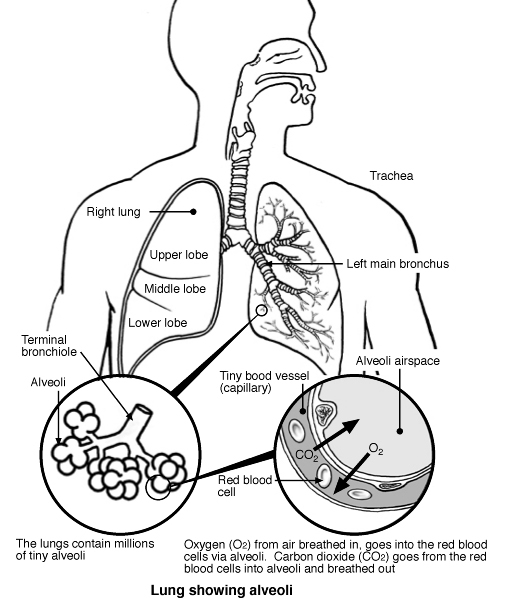 Trachea
Right lung
Upper lobe
Left main bronchus
Middle lobe
Lower lobe
Terminal
bronchiole
Alveoli airspace
Tiny bood vessel
(capillary)
Alveoli
O2
CO2
Red blood
cell
The lungs contain millions
of tiny alveoli
Oxygen (O2) from air breathed in, goes into the red blood
cells via alveoli. Carbon dioxide (CO2) goes from the red
blood cells into alveoli and breathed out
Lung showing alveoli